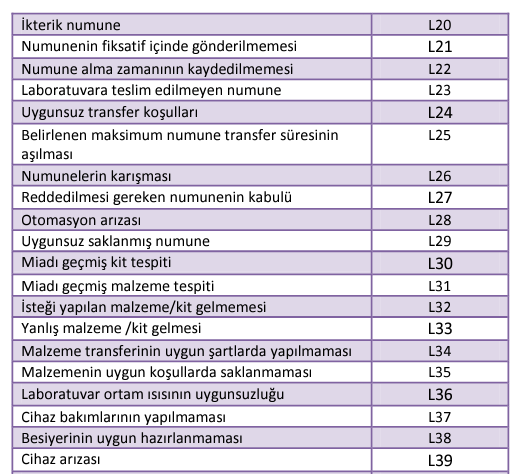 İkterik numune L20
Numunenin fiksatif içinde gönderilmemesi L21
Numune alma zamanının kaydedilmemesi L22
Laboratuvara teslim edilmeyen numune L23
Uygunsuz transfer koşulları L24
Belirlenen maksimum numune transfer süresinin L25
aşılması
Numunelerin karışması L26
Reddedilmesi gereken numunenin kabulü L27
Otomasyon arızası L28
Uygunsuz saklanmış numune L29
Miadı geçmiş kit tespiti L30
Miadı geçmiş malzeme tespiti L31
İsteği yapılan malzeme/kit gelmemesi L32
Yanlış malzeme /kit gelmesi L33
Malzeme transferinin uygun şartlarda yapılmaması L34
Malzemenin uygun koşullarda saklanmaması L35
Laboratuvar ortam ısısının uygunsuzluğu L36
Cihaz bakımlarının yapılmaması L37
Besiyerinin uygun hazırlanmaması L38
Cihaz arızası L39